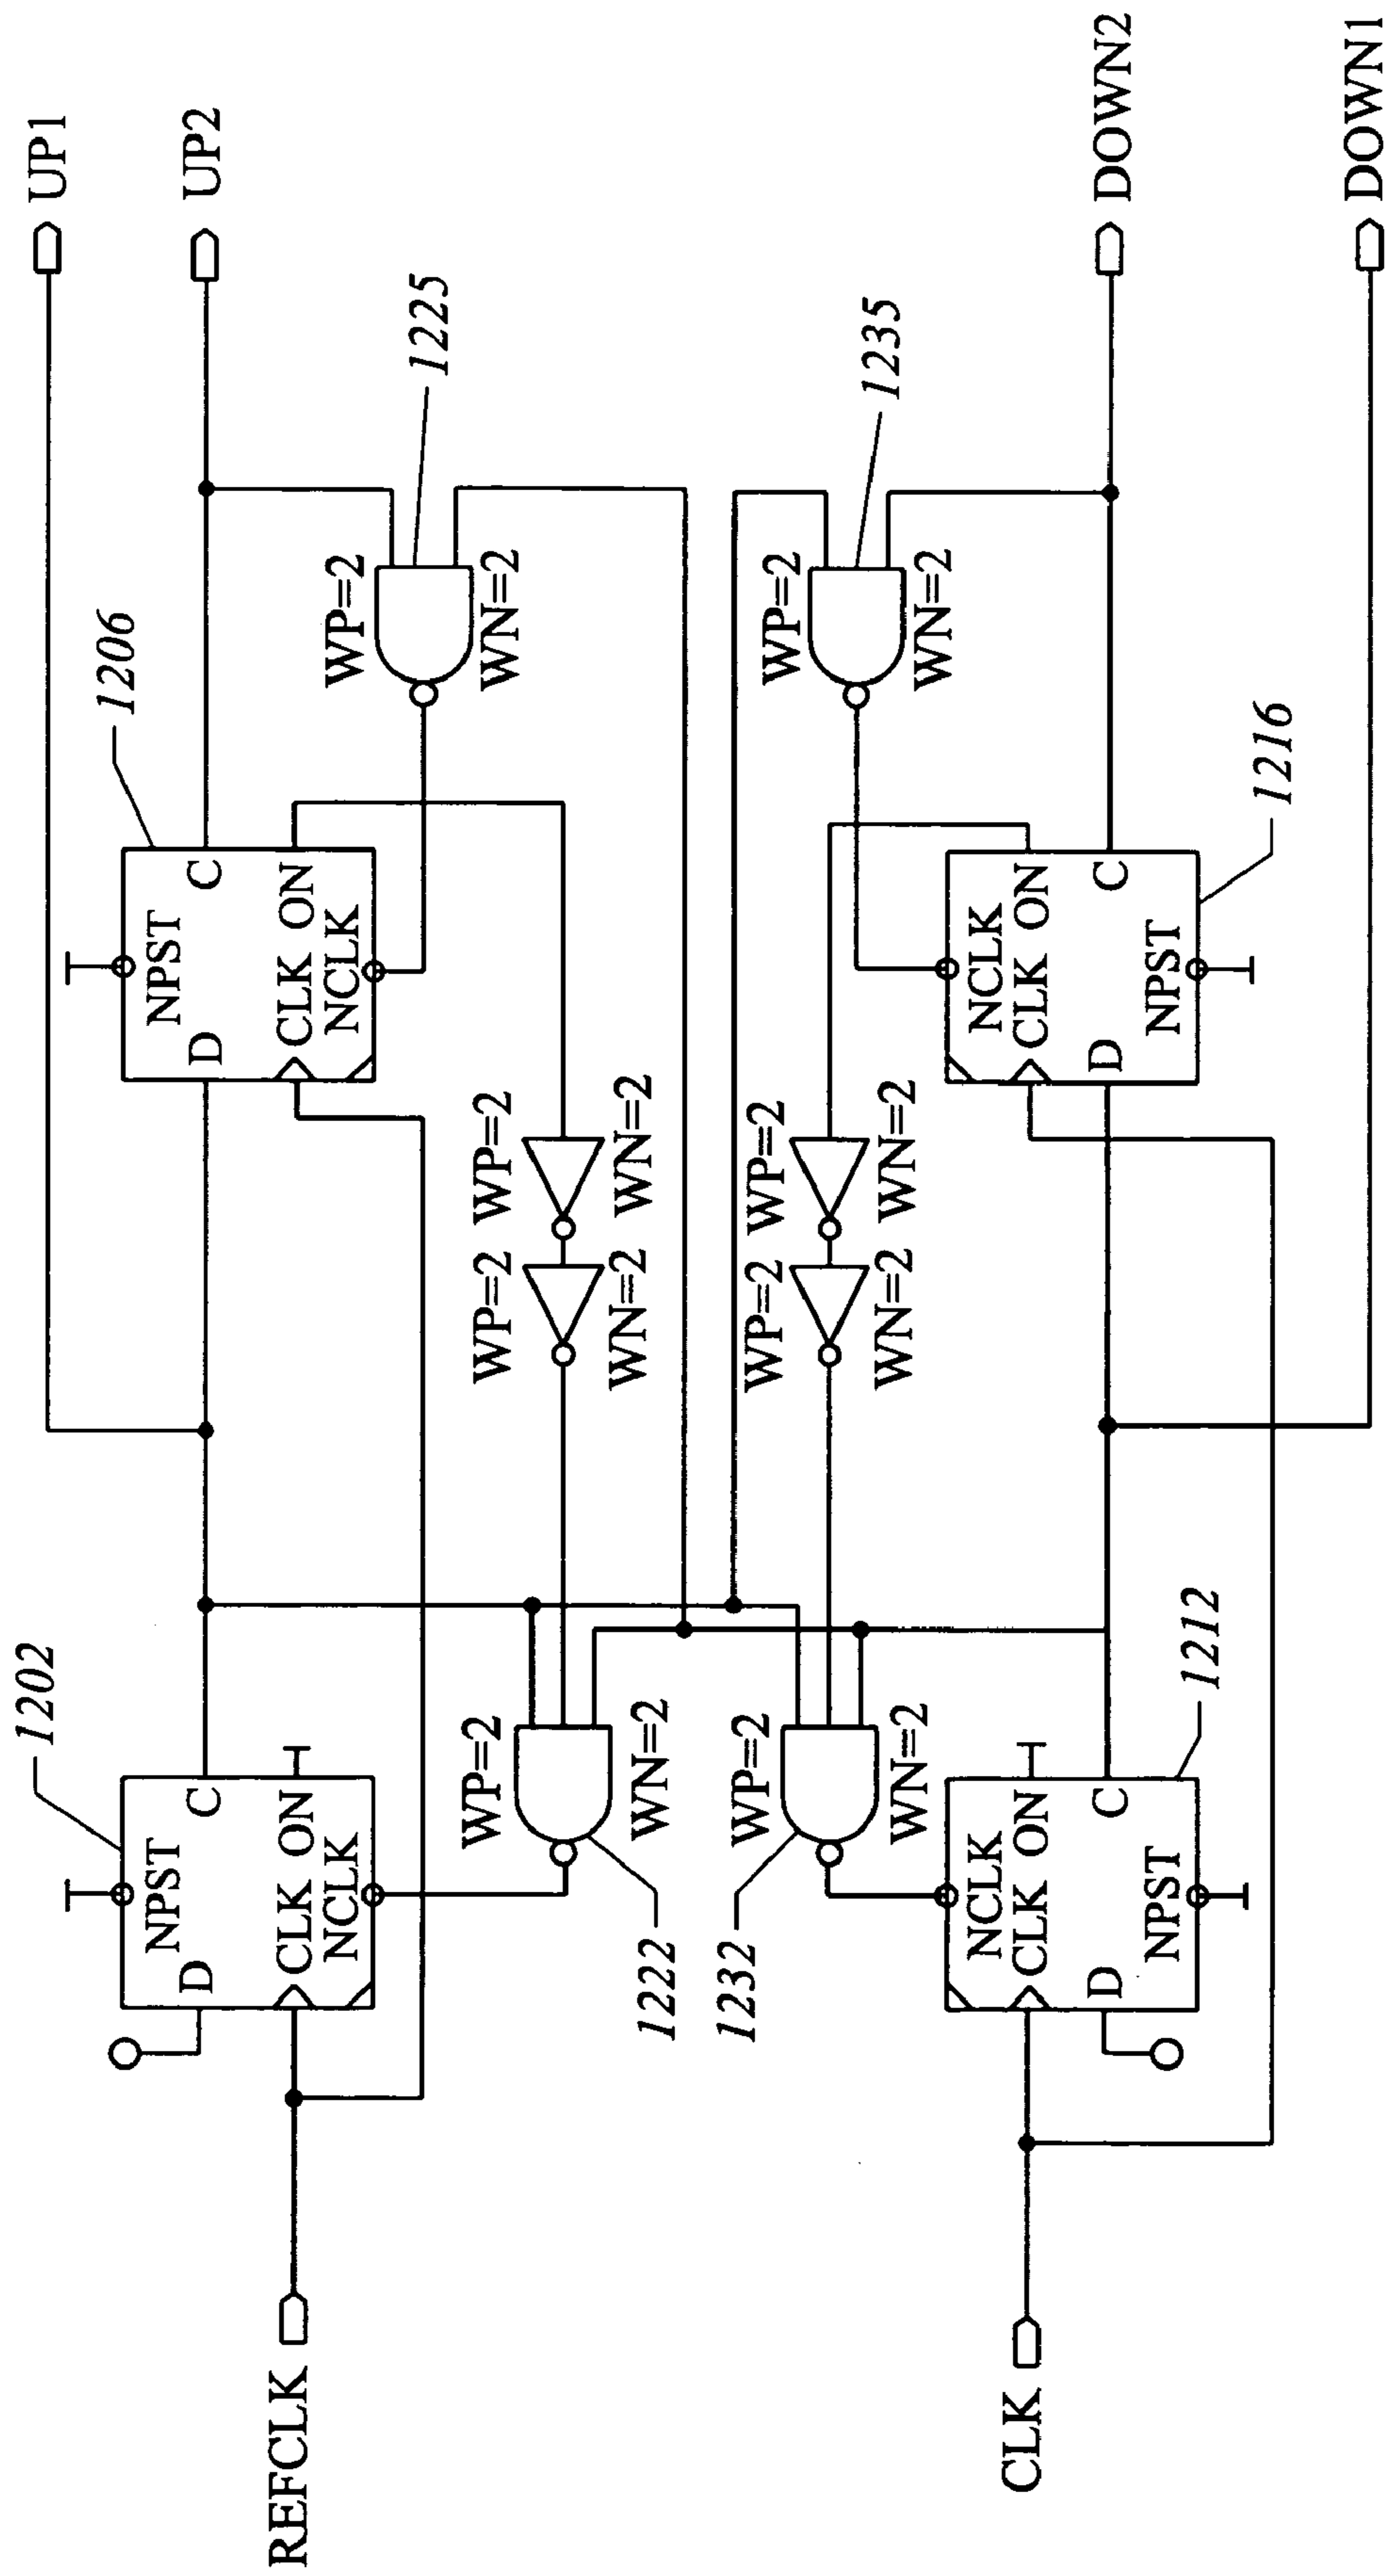 UP1
UP2
DOWN2
DOWN1
1225
1235
1206
WP=2
WN=2
WP=2
WN=2
1216
NPST
D
C
CLK ON
NCLK
NCLK
CLK ON
D
C
NPST
WP=2
WN=2
WP=2
WN=2
WP=2
WN=2
WP=2
WN=2
1202
1212
NPST
D
C
CLK ON
NCLK
WP=2
WN=2
WP=2
WN=2
NCLK
CLK ON
D
C
NPST
1222
1232
REFCLK
CLK